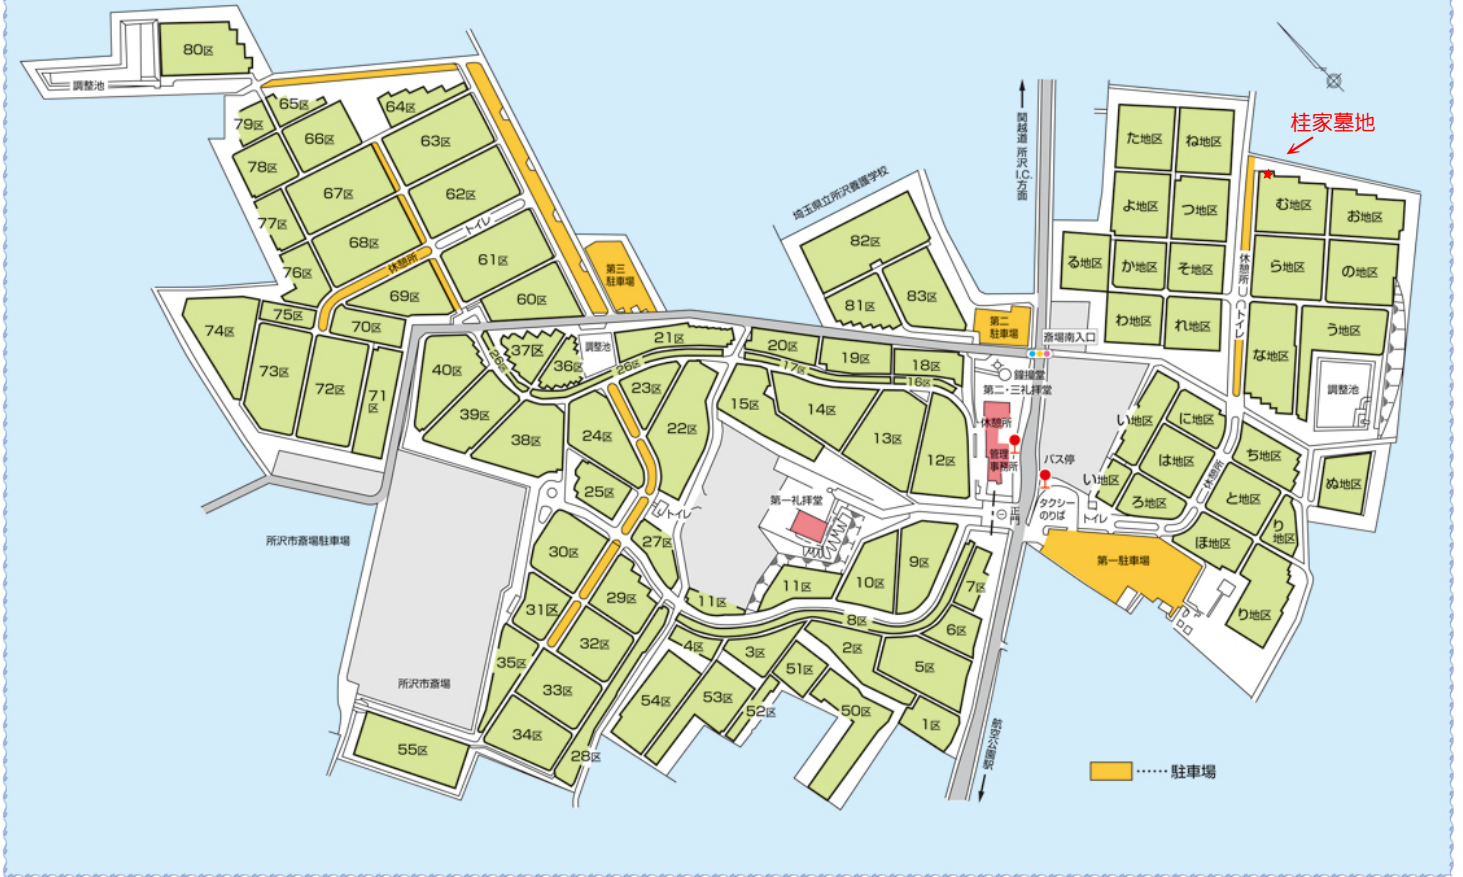 80区
調整池
65区
64区
79区
66区
63区
78区
67区
62区
77区
68区
トイレ
76区
休憩所
61区
69区
60区
第三
駐車場
74区
75区
70区
73区
72区
71
区
40区
26区
37区
36区
調整池
21区
26区
39区
38区
24区
23区
22区
25区
トイレ
27区
30区
29区
31区
32区
35区
33区
34区
28区
55区
所沢市斎場駐車場
所沢市斎場
埼玉県立所沢養護学校
82区
81区
83区
20区
19区
18区
17区
16区
15区
14区
13区
12区
第一礼拝堂
11区
11区
10区
9区
8区
7区
6区
5区
4区
3区
2区
1区
51区
50区
52区
53区
54区
関越道 所沢I.C.方面
第二
駐車場
斎場南入口
鐘撞堂
第二・三礼拝堂
休憩所
管理
事務所
正門
バス停
タクシー
のりば
トイレ
航空公園駅
桂家墓地
た地区
ね地区
よ地区
つ地区
る地区
か地区
そ地区
わ地区
れ地区
休憩所
トイレ
む地区
お地区
ら地区
の地区
う地区
な地区
調整池
い地区
に地区
は地区
い地区
ろ地区
休憩所
ち地区
と地区
ぬ地区
り
地区
ほ地区
り地区
第一駐車場
……駐車場